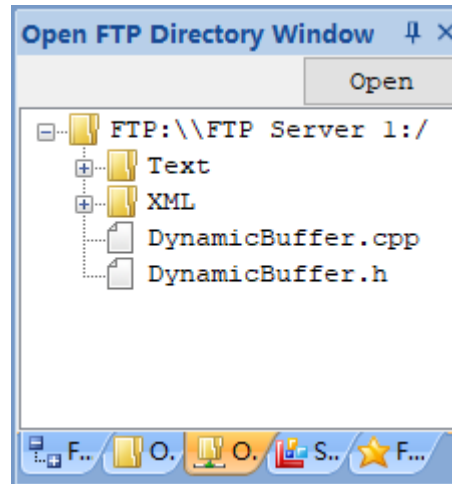 Open FTP Directory Window
Open
FTP:\\FTP Server 1:/
Text
XML
DynamicBuffer.cpp
DynamicBuffer.h
F.. O. O. S.. F...